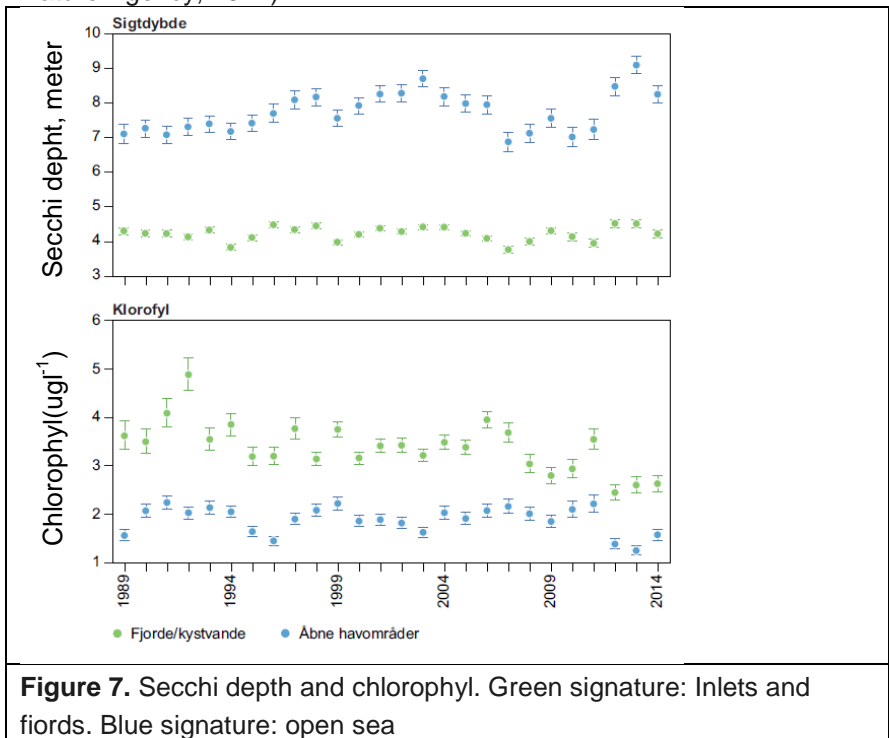 Sigtdybde
Secchi depht, meter
10
9
8
7
6
5
4
3
Klorofyl
Chlorophyl(ugl-1)
6
5
4
3
2
1
1989
1994
1999
2004
2009
2014
Fjorde/kystvande
Åbne havområder
Figure 7. Secchi depth and chlorophyl. Green signature: Inlets and
fiords. Blue signature: open sea